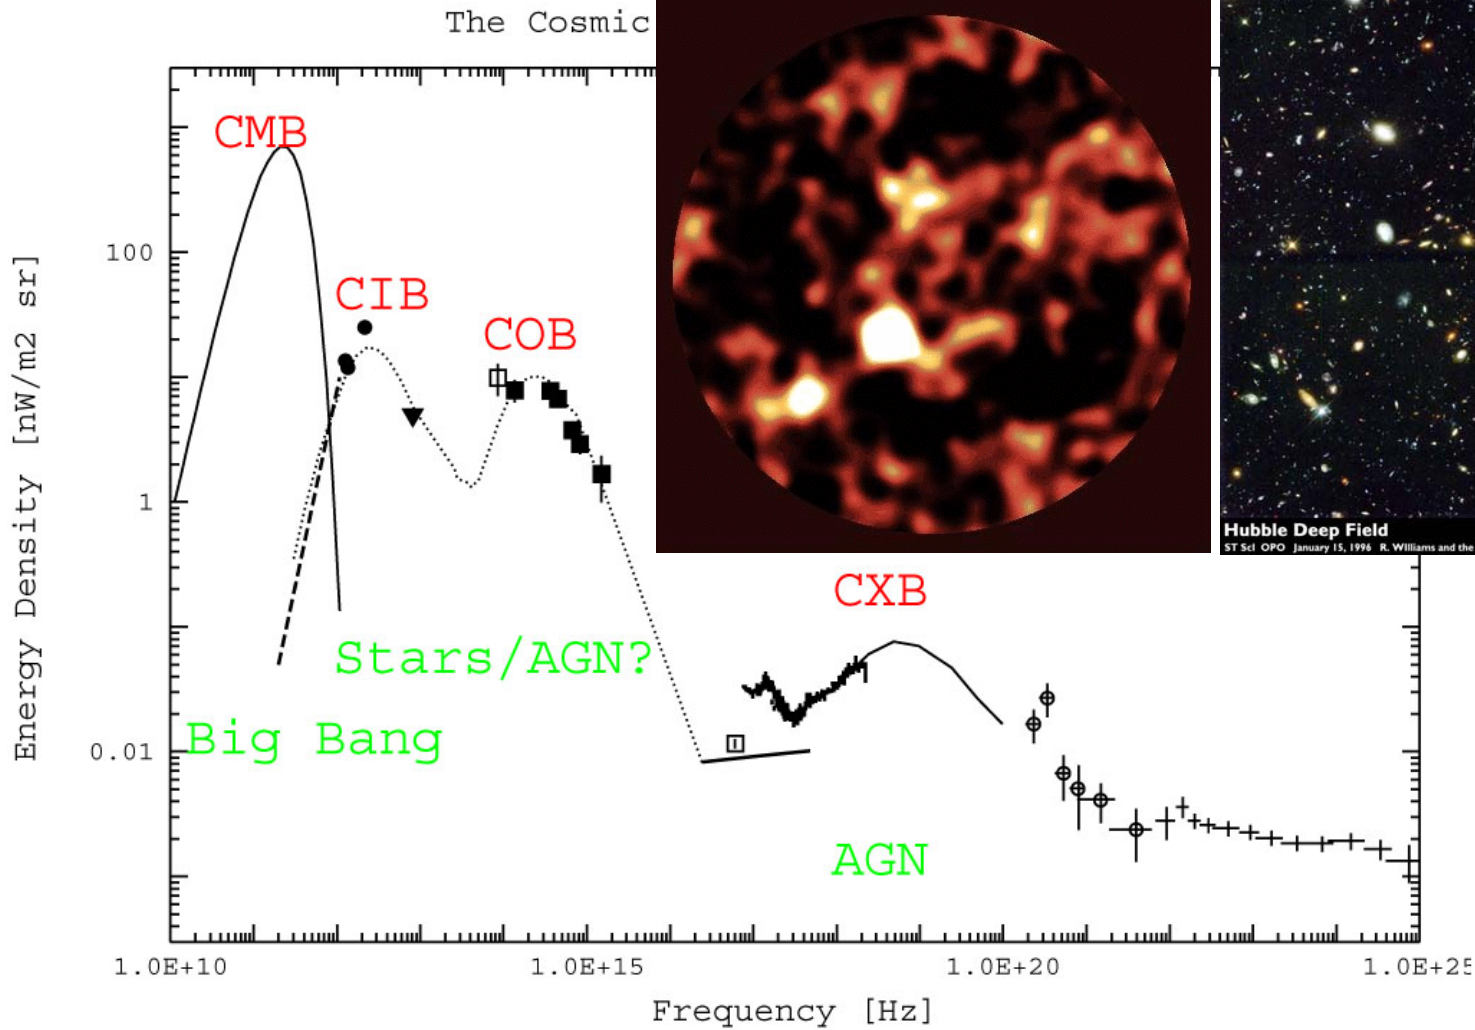 The Cosmic
CMB
CIB
COB
CXB
Stars/AGN?
Big Bang
AGN
Energy Density [nW/m2 sr]
100
1
0.01
1.0E+10
1.0E+15
1.0E+20
1.0E+25
Frequency [Hz]
Hubble Deep Field
ST ScI OPO January 15, 1996 R. Williams and the